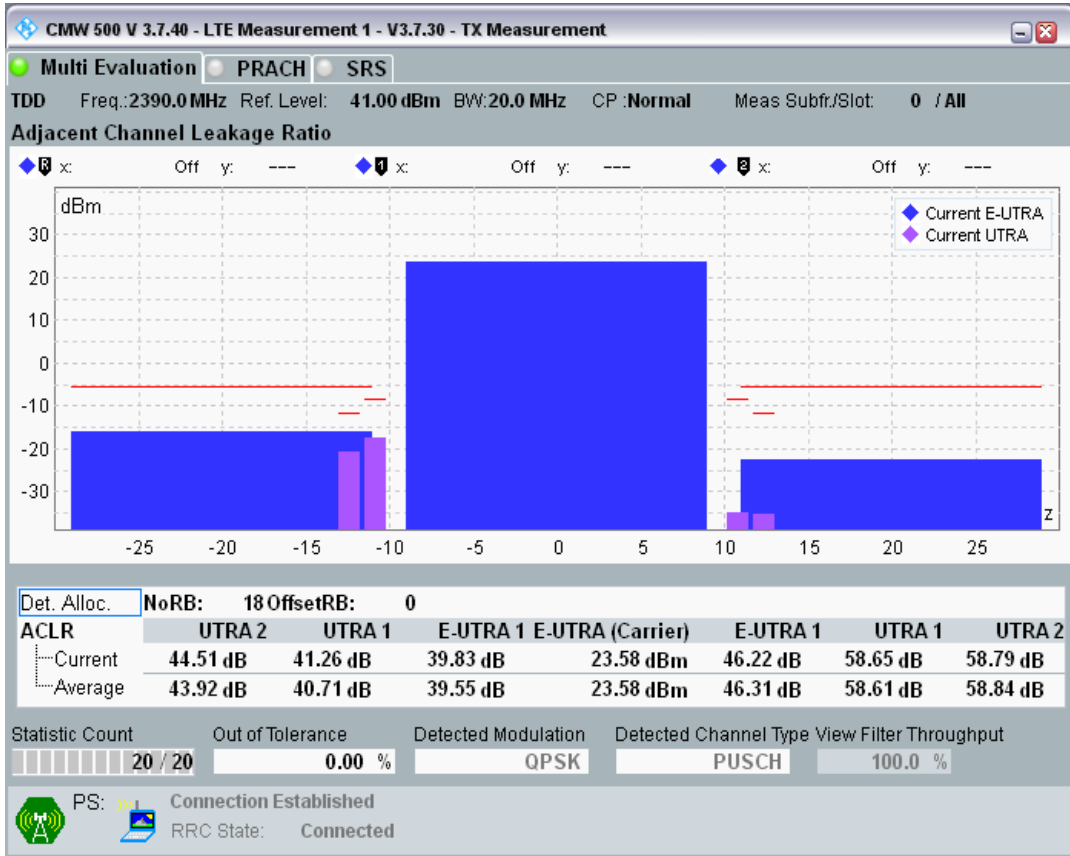 CMW 500 V 3.7.40 - LTE Measurement 1 - V3.7.30 - TX Measurement
Multi Evaluation PRACH SRS
TDD Freq.:2390.0 MHz Ref. Level: 41.00 dBm BW:20.0 MHz CP :Normal Meas Subfr./Slot: 0 / All
Adjacent Channel Leakage Ratio
R x: Off y: --- 1 x: Off y: --- 2 x: Off y: ---
dBm
Current E-UTRA
Current UTRA
30
20
10
0
-10
-20
-30
z
-25 -20 -15 -10 -5 0 5 10 15 20 25
Det. Alloc. NoRB: 18 OffsetRB: 0
ACLR UTRA 2 UTRA 1 E-UTRA 1 E-UTRA (Carrier) E-UTRA 1 UTRA 1 UTRA 2
Current 44.51 dB 41.26 dB 39.83 dB 23.58 dBm 46.22 dB 58.65 dB 58.79 dB
Average 43.92 dB 40.71 dB 39.55 dB 23.58 dBm 46.31 dB 58.61 dB 58.84 dB
Statistic Count Out of Tolerance Detected Modulation Detected Channel Type View Filter Throughput
20 / 20 0.00 % QPSK PUSCH 100.0 %
PS: Connection Established
RRC State: Connected